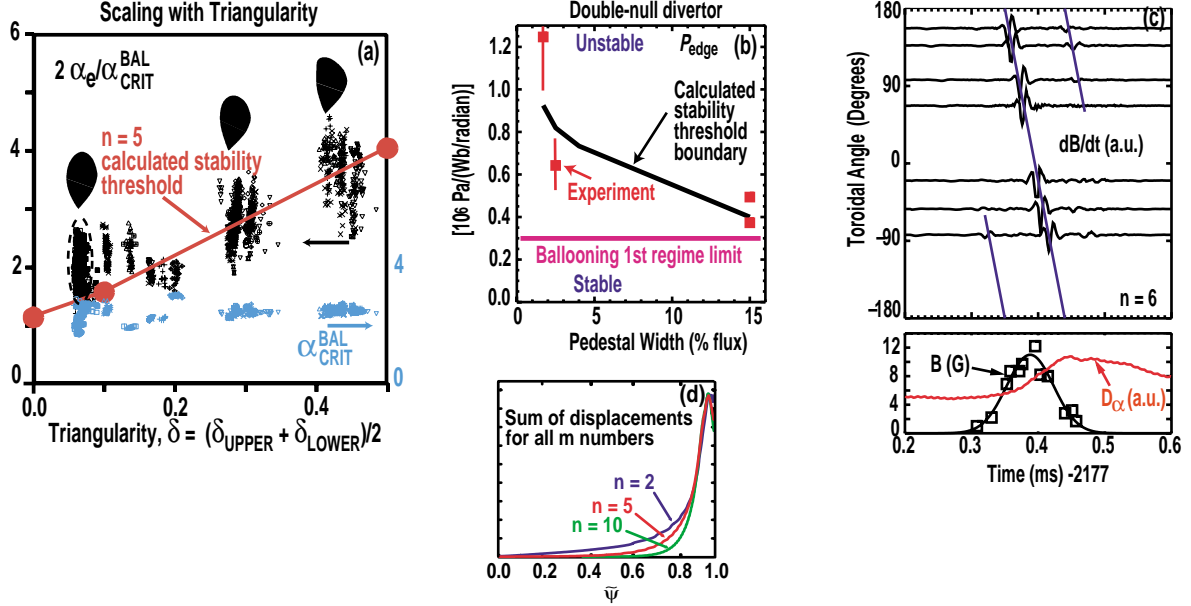 Scaling with Triangularity
(a)
2 αe/αCRIT^BAL
n = 5
calculated stability
threshold
6
4
2
0
4
0
αCRIT^BAL
0.0 0.2 0.4
Triangularity, δ = (δUPPER + δLOWER)/2
Double-null divertor
(b)
Unstable
Pedge
Calculated
stability
threshold
boundary
Experiment
Ballooning 1st regime limit
Stable
[10^6 Pa/(Wb/radian)]
1.2
1.0
0.8
0.6
0.4
0.2
0.0
0 5 10 15
Pedestal Width (% flux)
(d)
Sum of displacements
for all m numbers
n = 2
n = 5
n = 10
0.0 0.2 0.4 0.6 0.8 1.0
ψ̃
(c)
Toroidal Angle (Degrees)
180
90
0
−90
−180
dB/dt (a.u.)
n = 6
12
8
4
0
B (G)
Dα (a.u.)
0.2 0.3 0.4 0.5 0.6
Time (ms) -2177